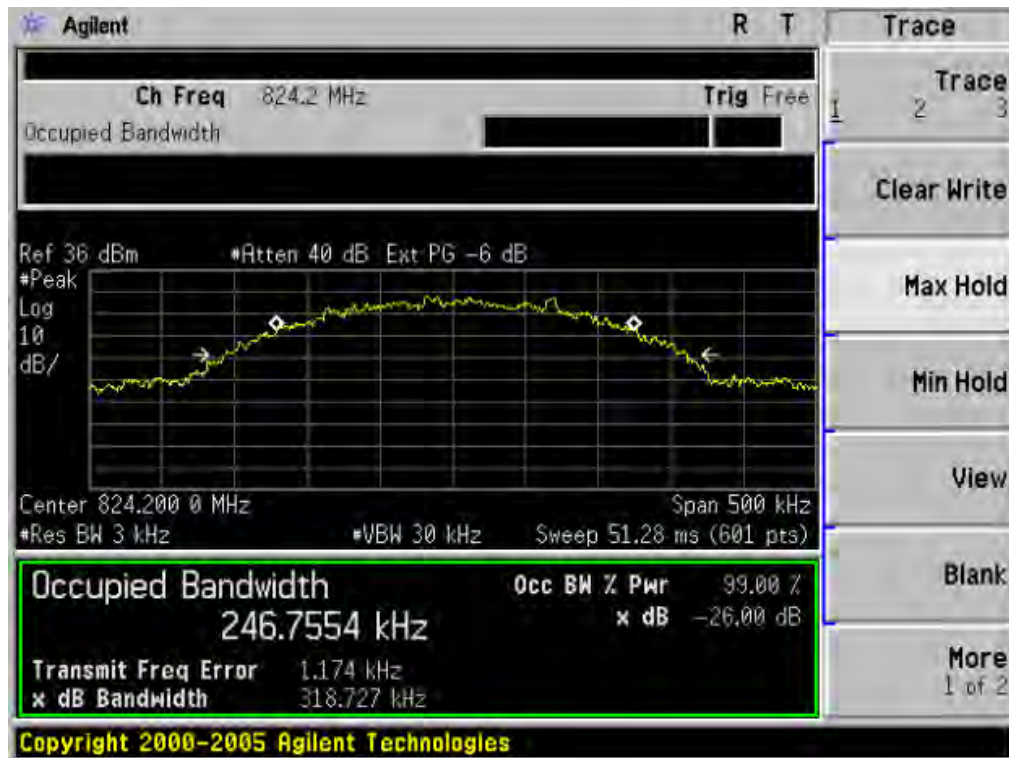 Agilent R T Trace
Ch Freq 824.2 MHz Trig Free
Occupied Bandwidth
Trace
1 2 3
Clear Write
Max Hold
Min Hold
View
Blank
More
1 of 2
Ref 36 dBm #Atten 40 dB Ext PG -6 dB
#Peak
Log
10
dB/
Center 824.200 0 MHz Span 500 kHz
#Res BW 3 kHz #VBW 30 kHz Sweep 51.28 ms (601 pts)
Occupied Bandwidth Occ BW % Pwr 99.00 %
246.7554 kHz x dB -26.00 dB
Transmit Freq Error 1.174 kHz
x dB Bandwidth 318.727 kHz
Copyright 2000-2005 Agilent Technologies